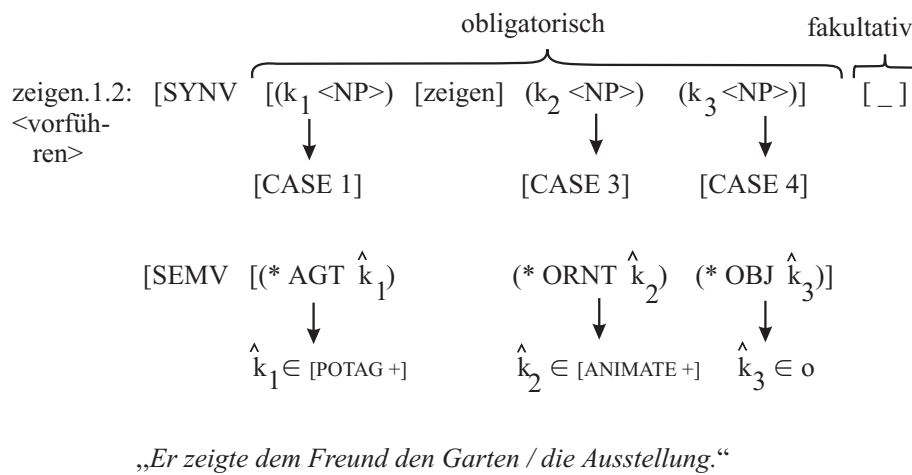 obligatorisch fakultativ
zeigen.1.2: [SYNV [(k₁ <NP>) [zeigen] (k₂ <NP>) (k₃ <NP>)] [ _ ]
<vorfüh-
ren>
[CASE 1] [CASE 3] [CASE 4]
[SEMV [(* AGT k̂₁) (* ORNT k̂₂) (* OBJ k̂₃)]
k̂₁ ∈ [POTAG +] k̂₂ ∈ [ANIMATE +] k̂₃ ∈ o
„Er zeigte dem Freund den Garten / die Ausstellung.“